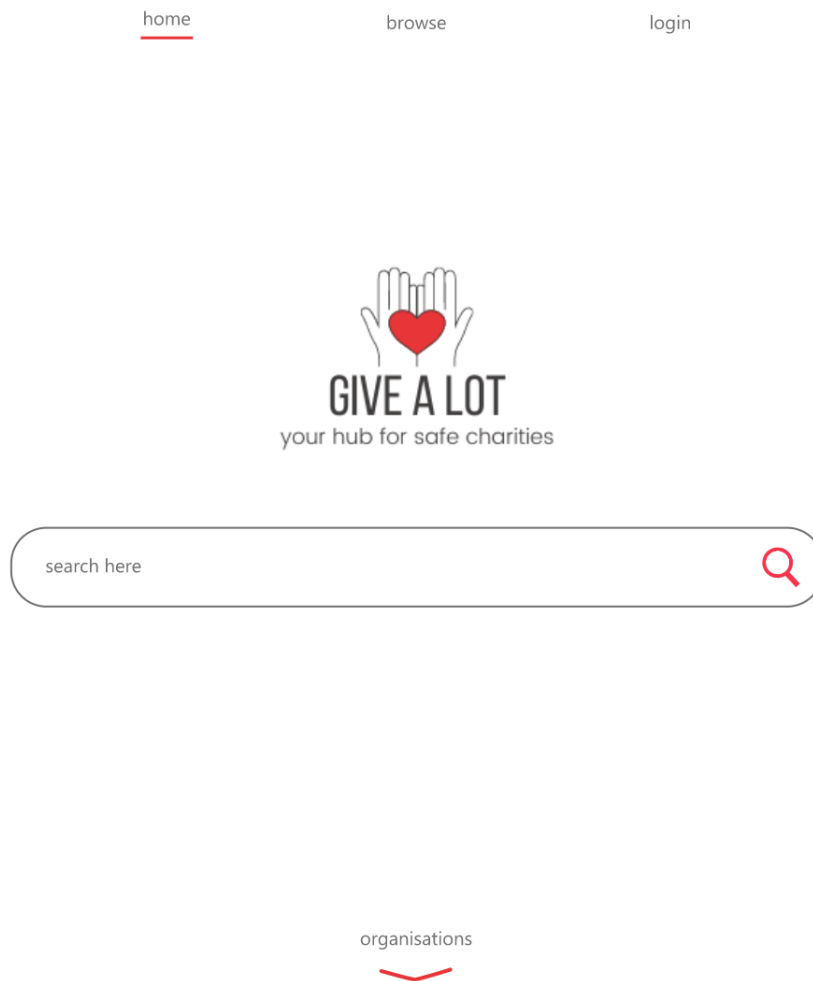 home
browse
login
GIVE A LOT
your hub for safe charities
search here
organisations